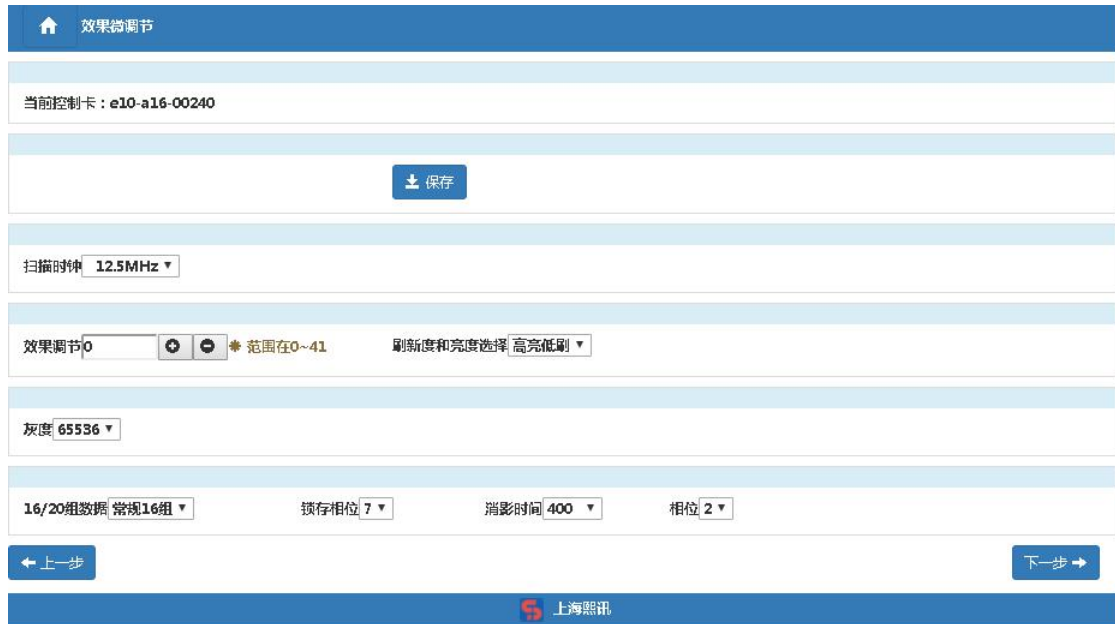 效果微调节
当前控制卡：e10-a16-00240
保存
扫描时钟 12.5MHz
效果调节 0 范围在0~41 刷新度和亮度选择 高亮低刷
灰度 65536
16/20组数据 常规16组 锁存相位 7 消影时间 400 相位 2
上一步 下一步
上海熙讯